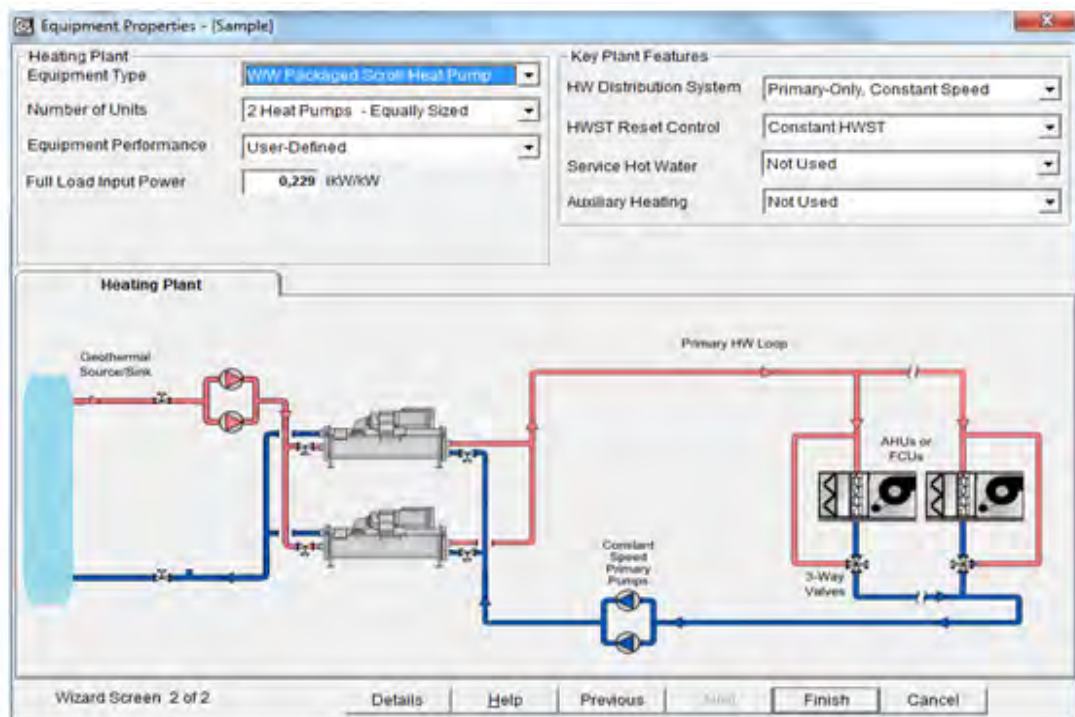 Equipment Properties - [Sample]
Heating Plant
Equipment Type
W/W Packaged Scroll Heat Pump
Number of Units
2 Heat Pumps - Equally Sized
Equipment Performance
User-Defined
Full Load Input Power
0,229 kW/kW
Key Plant Features
HW Distribution System
Primary-Only, Constant Speed
HWST Reset Control
Constant HWST
Service Hot Water
Not Used
Auxiliary Heating
Not Used
Heating Plant
Geothermal
Source/Sink
Primary HW Loop
AHUs or
FCUs
Constant
Speed
Primary
Pumps
3-Way
Valves
Wizard Screen 2 of 2
Details
Help
Previous
Next
Finish
Cancel